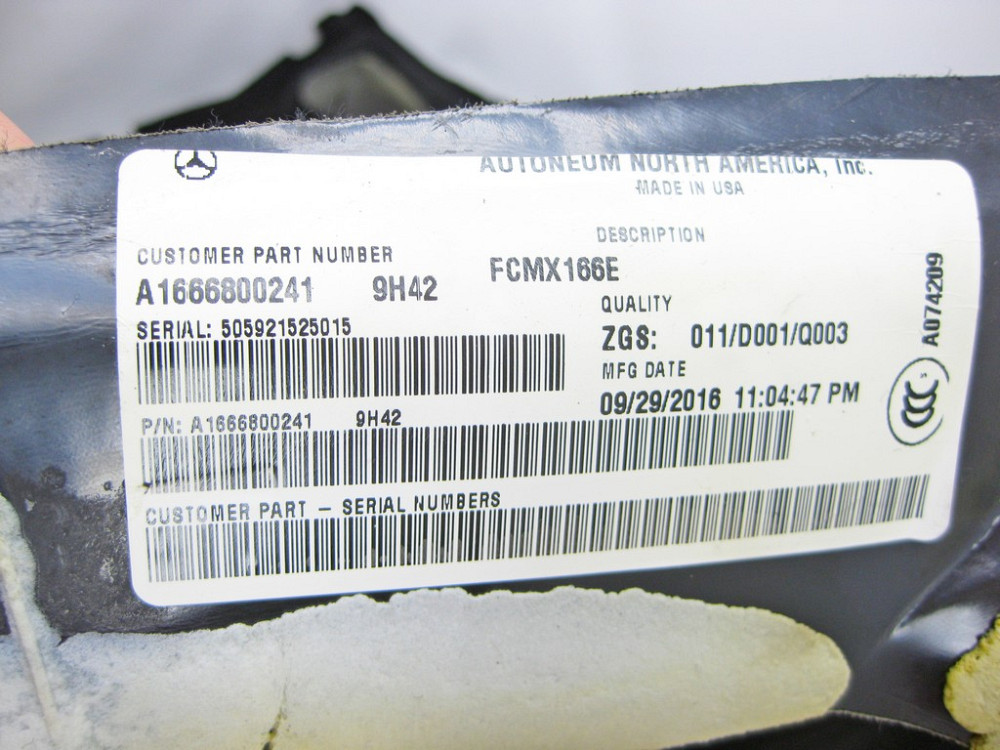 AUTONEUM NORTH AMERICA, Inc.
MADE IN USA
DESCRIPTION
CUSTOMER PART NUMBER
A1666800241 9H42 FCMX166E
QUALITY
SERIAL: 505921525015
ZGS: 011/D001/Q003
MFG DATE
09/29/2016 11:04:47 PM
P/N: A1666800241 9H42
CUSTOMER PART – SERIAL NUMBERS
A074209
CCC
S